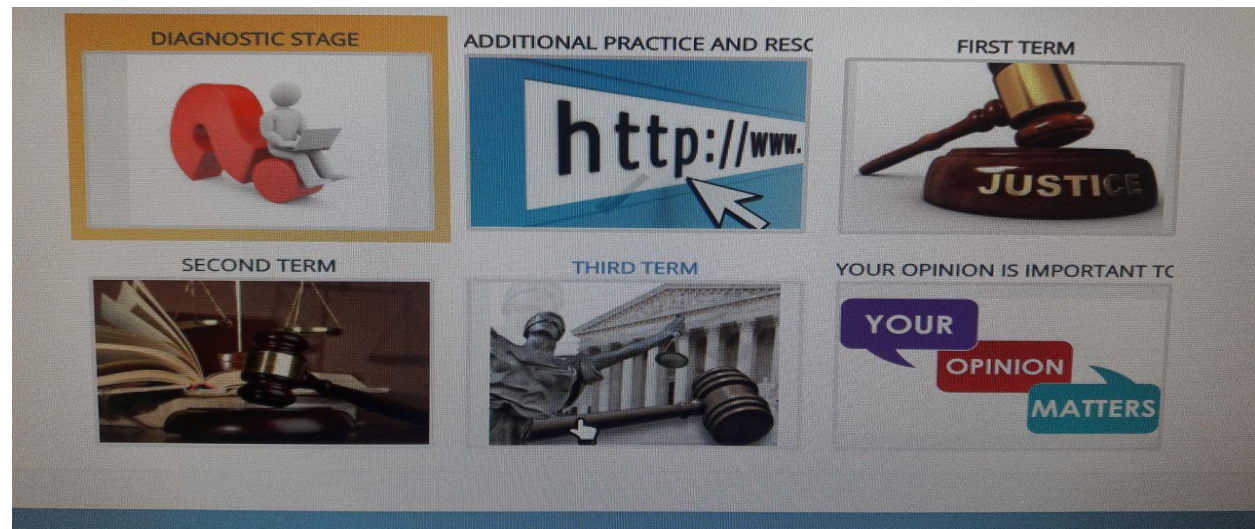 DIAGNOSTIC STAGE
ADDITIONAL PRACTICE AND RESC
FIRST TERM
http://www.
JUSTICE
SECOND TERM
THIRD TERM
YOUR OPINION IS IMPORTANT TC
YOUR
OPINION
MATTERS